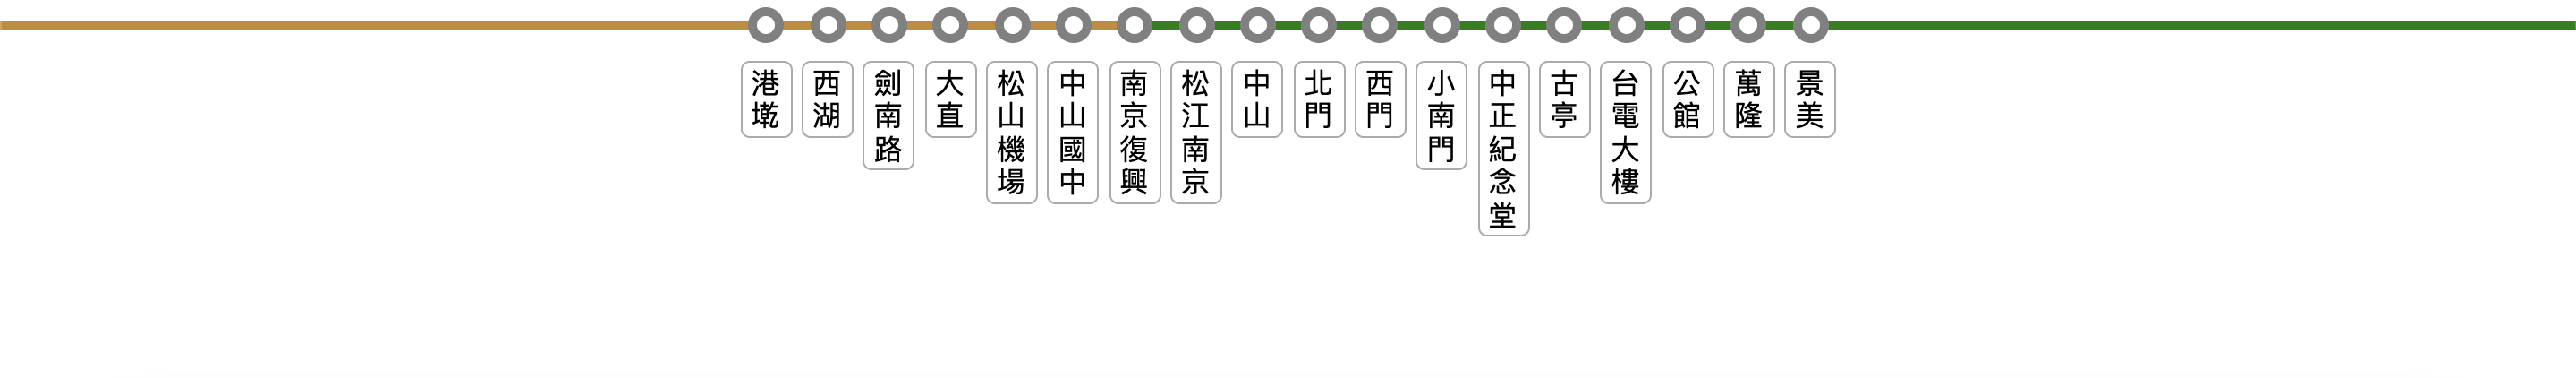 港墘
西湖
劍南路
大直
松山機場
中山國中
南京復興
松江南京
中山
北門
西門
小南門
中正紀念堂
古亭
台電大樓
公館
萬隆
景美